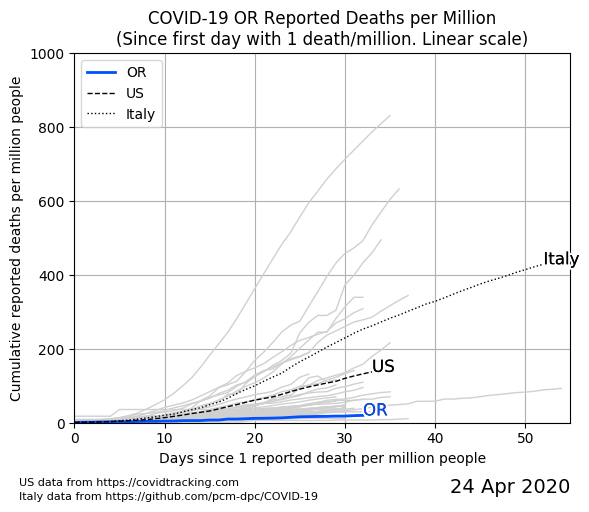 COVID-19 OR Reported Deaths per Million
(Since first day with 1 death/million. Linear scale)
Cumulative reported deaths per million people
1000
800
600
400
200
0
OR
US
Italy
Italy
US
OR
0 10 20 30 40 50
Days since 1 reported death per million people
US data from https://covidtracking.com
Italy data from https://github.com/pcm-dpc/COVID-19
24 Apr 2020